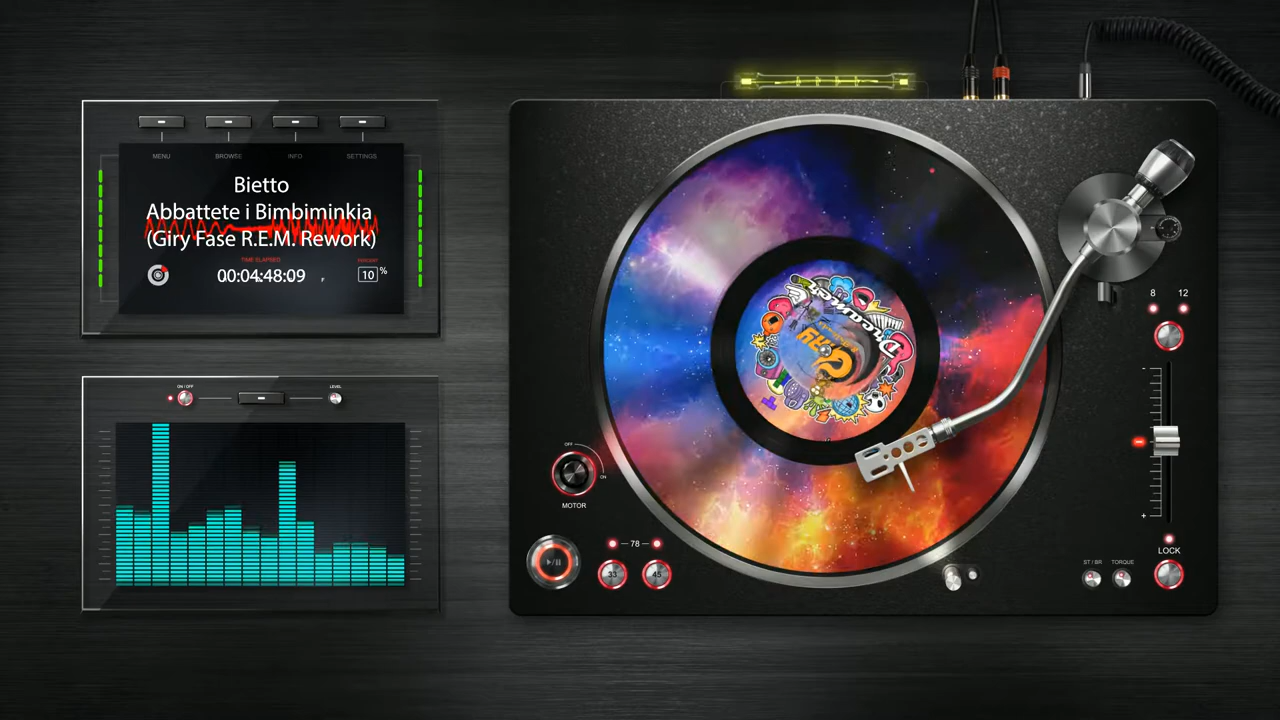 MENU BROWSE INFO SETTINGS
Bietto
Abbattete i Bimbiminkia
(Giry Fase R.E.M. Rework)
TIME ELAPSED
00:04:48:09 F
10 %
ON / OFF
LEVEL
OFF
ON
MOTOR
78
33 45
Dreamer
8 12
-
+
LOCK
ST / BR TORQUE